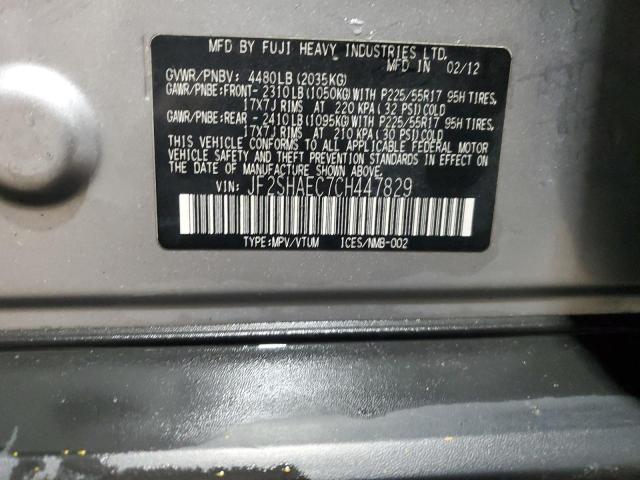 MFD BY FUJI HEAVY INDUSTRIES LTD.
MFD IN 02/12
GVWR/PNBV: 4480LB(2035KG)
GAWR/PNBE:FRONT- 2310LB(1050KG)WITH P225/55R17 95H TIRES,
17X7J RIMS AT 220 KPA(32 PSI)COLD
GAWR/PNBE:REAR -2410LB(1095KG)WITH P225/55R17 95H TIRES,
17X7J RIMS AT 210 KPA(30 PSI)COLD
THIS VEHICLE CONFORMS TO ALL APPLICABLE FEDERAL MOTOR
VEHICLE SAFETY AND THEFT PREVENTION STANDARDS IN EFFECT
ON THE DATE OF MANUFACTURE SHOWN ABOVE.
VIN: JF2SHAEC7CH447829
TYPE:MPV/VTUM ICES/NMB-002